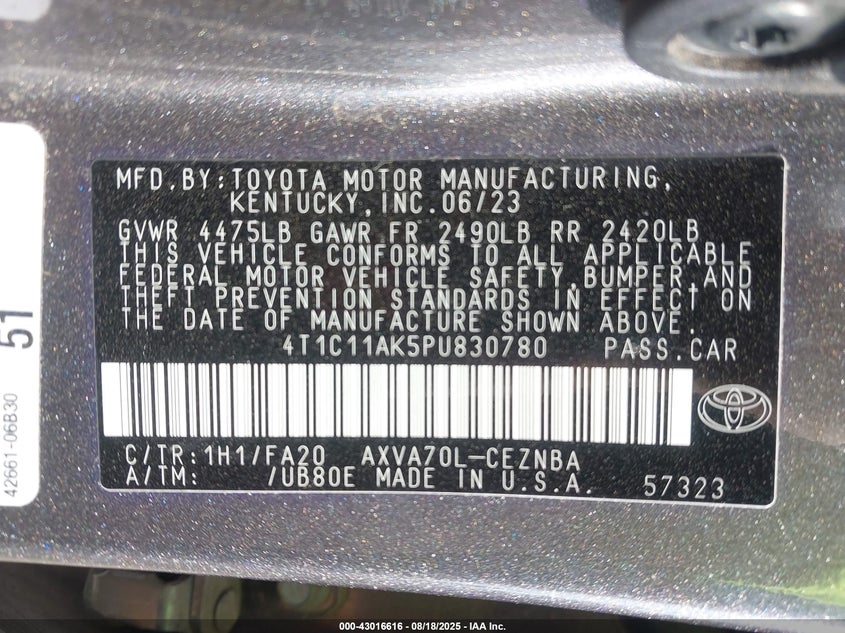 MFD.BY:TOYOTA MOTOR MANUFACTURING,
KENTUCKY,INC.06/23
GVWR 4475LB GAWR FR 2490LB RR 2420LB
THIS VEHICLE CONFORMS TO ALL APPLICABLE
FEDERAL MOTOR VEHICLE SAFETY,BUMPER,AND
THEFT PREVENTION STANDARDS IN EFFECT ON
THE DATE OF MANUFACTURE SHOWN ABOVE.
4T1C11AK5PU830780 PASS.CAR
C/TR:1H1/FA20 AXVA70L-CEZNBA
A/TM: /UB80E MADE IN U.S.A. 57323
51
42661-06B30
000-43016616 - 08/18/2025 - IAA Inc.